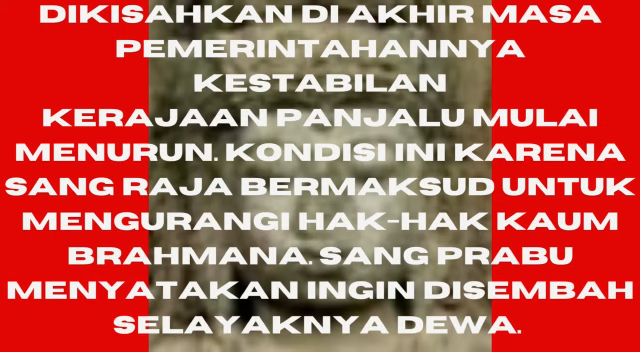 DIKISAHKAN DI AKHIR MASA
PEMERINTAHANNYA
KESTABILAN
KERAJAAN PANJALU MULAI
MENURUN. KONDISI INI KARENA
SANG RAJA BERMAKSUD UNTUK
MENGURANGI HAK-HAK KAUM
BRAHMANA. SANG PRABU
MENYATAKAN INGIN DISEMBAH
SELAYAKNYA DEWA.